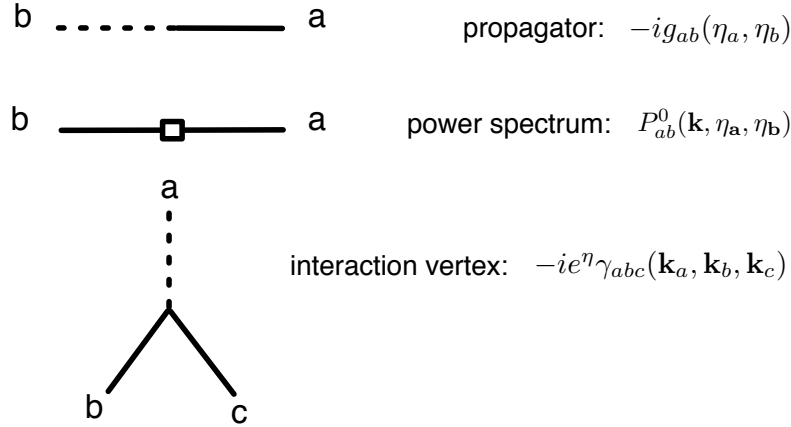 b a propagator: $-ig_{ab}(\eta_a, \eta_b)$
b a power spectrum: $P^0_{ab}(\mathbf{k}, \eta_{\mathbf{a}}, \eta_{\mathbf{b}})$
a
interaction vertex: $-ie^{\eta}\gamma_{abc}(\mathbf{k}_a, \mathbf{k}_b, \mathbf{k}_c)$
b c